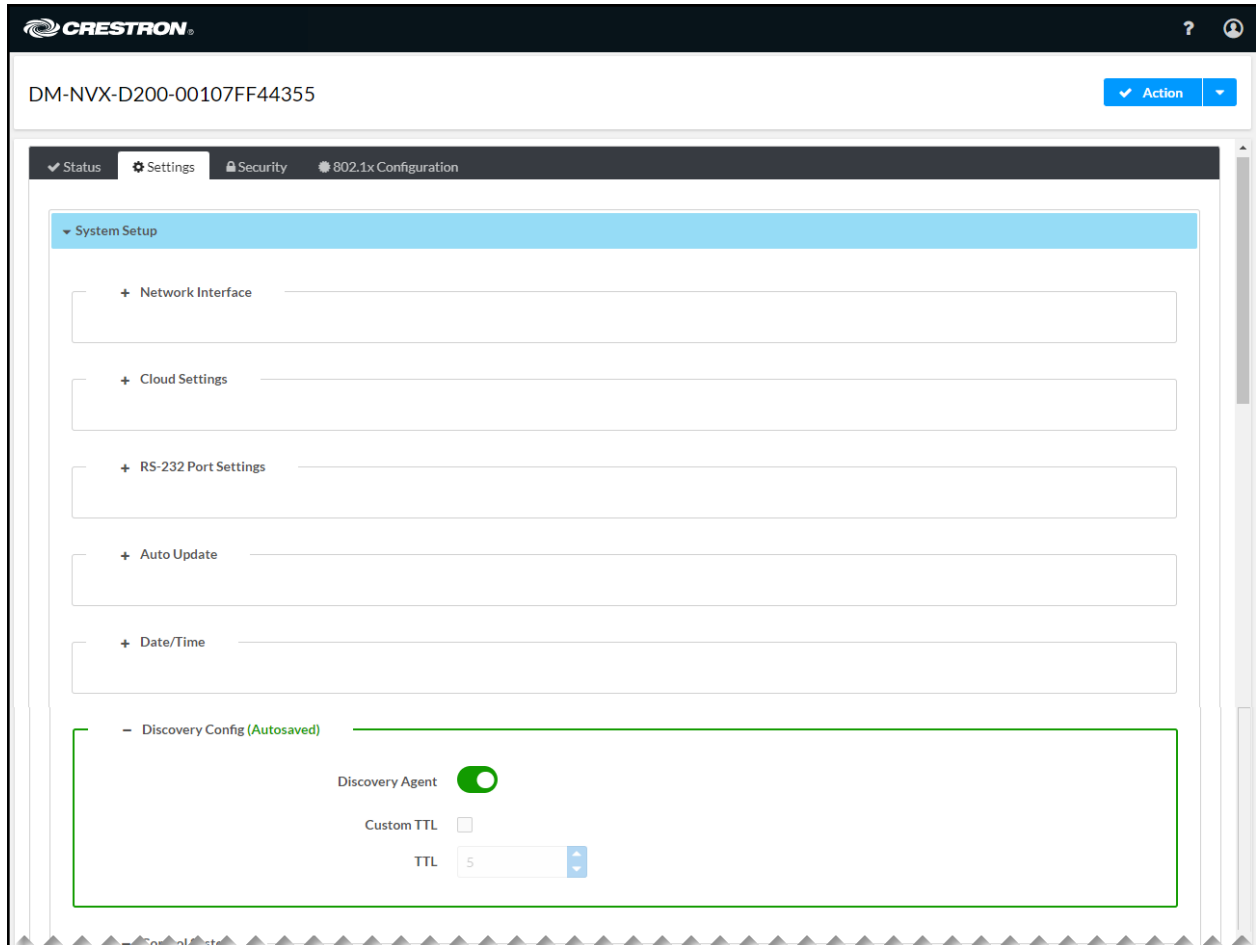 CRESTRON®
?
DM-NVX-D200-00107FF44355
Action
Status
Settings
Security
802.1x Configuration
System Setup
+ Network Interface
+ Cloud Settings
+ RS-232 Port Settings
+ Auto Update
+ Date/Time
− Discovery Config (Autosaved)
Discovery Agent
Custom TTL
TTL
5